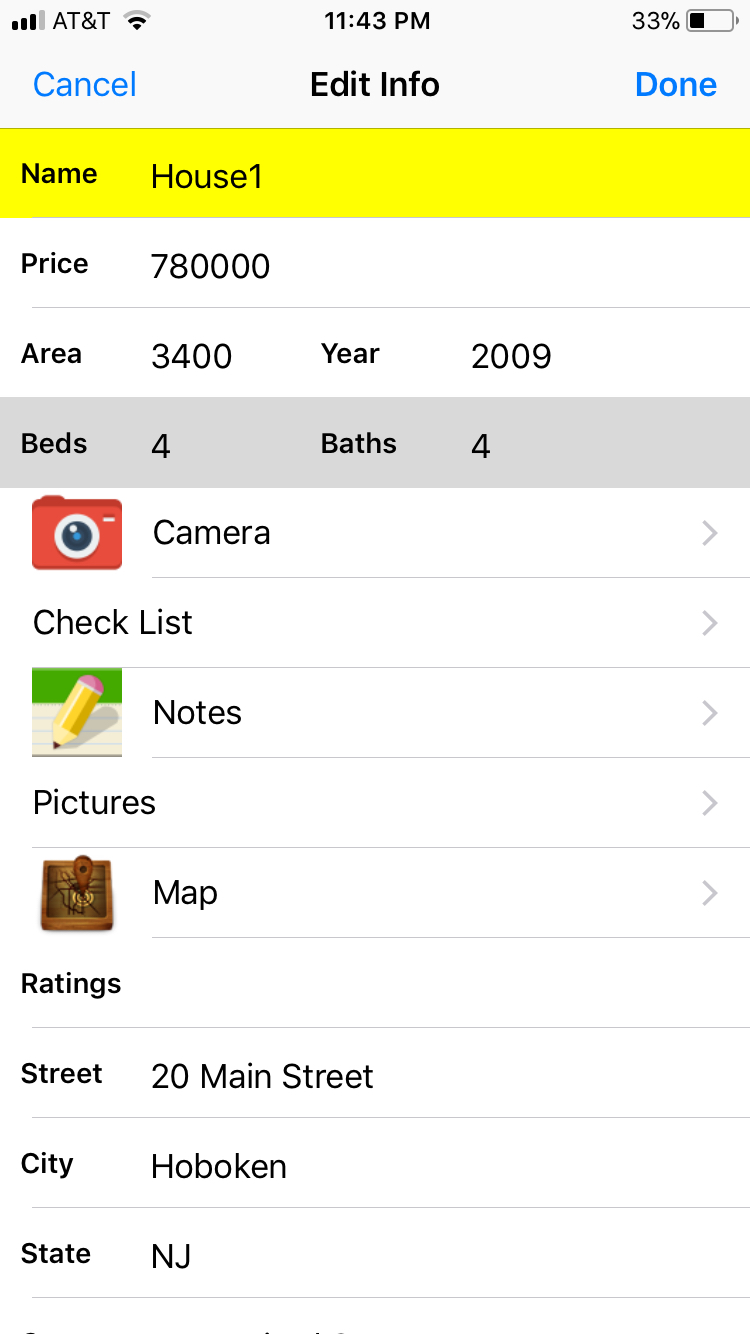 AT&T 11:43 PM 33%
Cancel Edit Info Done
Name House1
Price 780000
Area 3400 Year 2009
Beds 4 Baths 4
Camera
Check List
Notes
Pictures
Map
Ratings
Street 20 Main Street
City Hoboken
State NJ